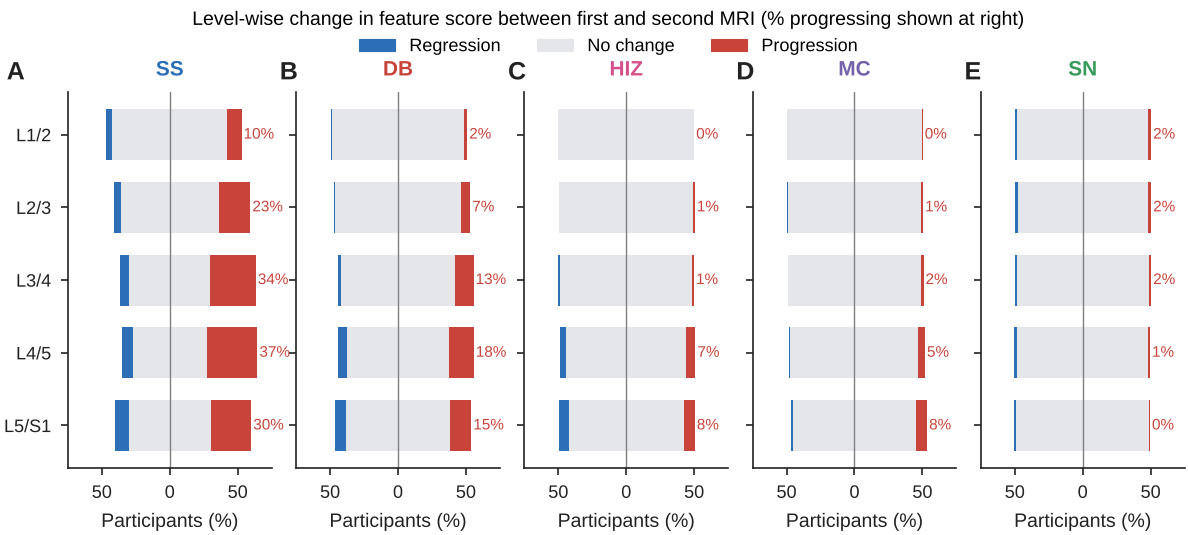 Level-wise change in feature score between first and second MRI (% progressing shown at right)
Regression No change Progression
A SS B DB C HIZ D MC E SN
L1/2 10% 2% 0% 0% 2%
L2/3 23% 7% 1% 1% 2%
L3/4 34% 13% 1% 2% 2%
L4/5 37% 18% 7% 5% 1%
L5/S1 30% 15% 8% 8% 0%
50 0 50 50 0 50 50 0 50 50 0 50 50 0 50
Participants (%) Participants (%) Participants (%) Participants (%) Participants (%)